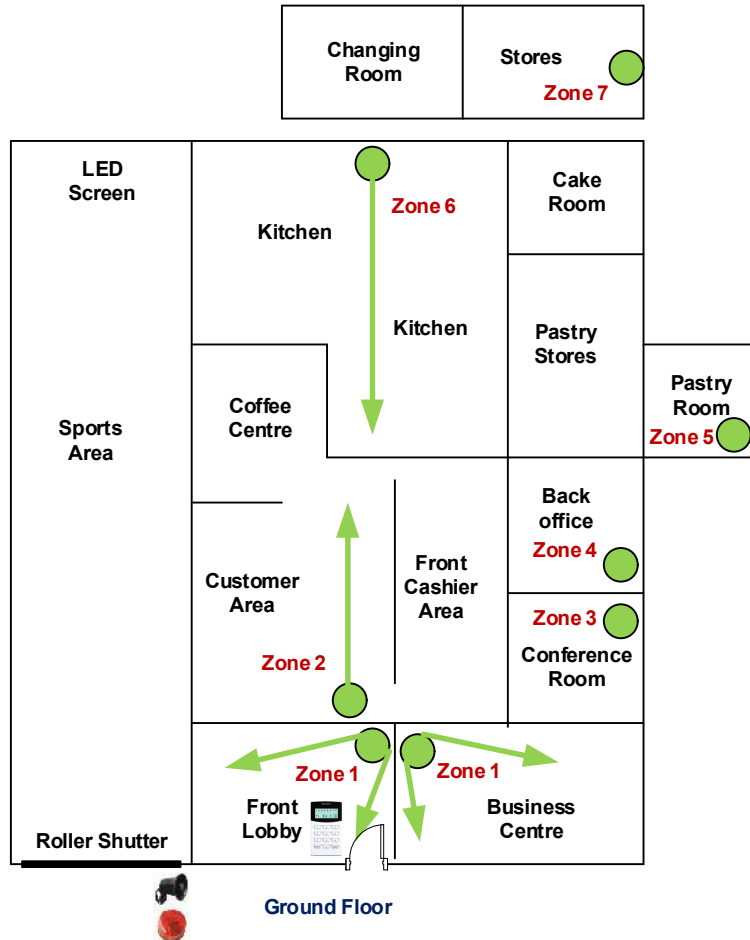 Changing
Room
Stores
Zone 7
LED
Screen
Zone 6
Kitchen
Cake
Room
Kitchen
Pastry
Stores
Pastry
Room
Zone 5
Coffee
Centre
Sports
Area
Back
office
Zone 4
Customer
Area
Front
Cashier
Area
Zone 3
Conference
Room
Zone 2
Zone 1
Zone 1
Front
Lobby
Business
Centre
Roller Shutter
Ground Floor